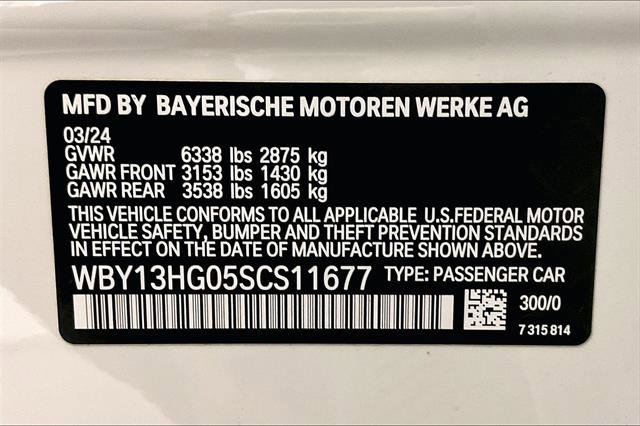 MFD BY BAYERISCHE MOTOREN WERKE AG
03/24
GVWR 6338 lbs 2875 kg
GAWR FRONT 3153 lbs 1430 kg
GAWR REAR 3538 lbs 1605 kg
THIS VEHICLE CONFORMS TO ALL APPLICABLE U.S.FEDERAL MOTOR
VEHICLE SAFETY, BUMPER AND THEFT PREVENTION STANDARDS
IN EFFECT ON THE DATE OF MANUFACTURE SHOWN ABOVE.
WBY13HG05SCS11677 TYPE: PASSENGER CAR
300/0
7 315 814